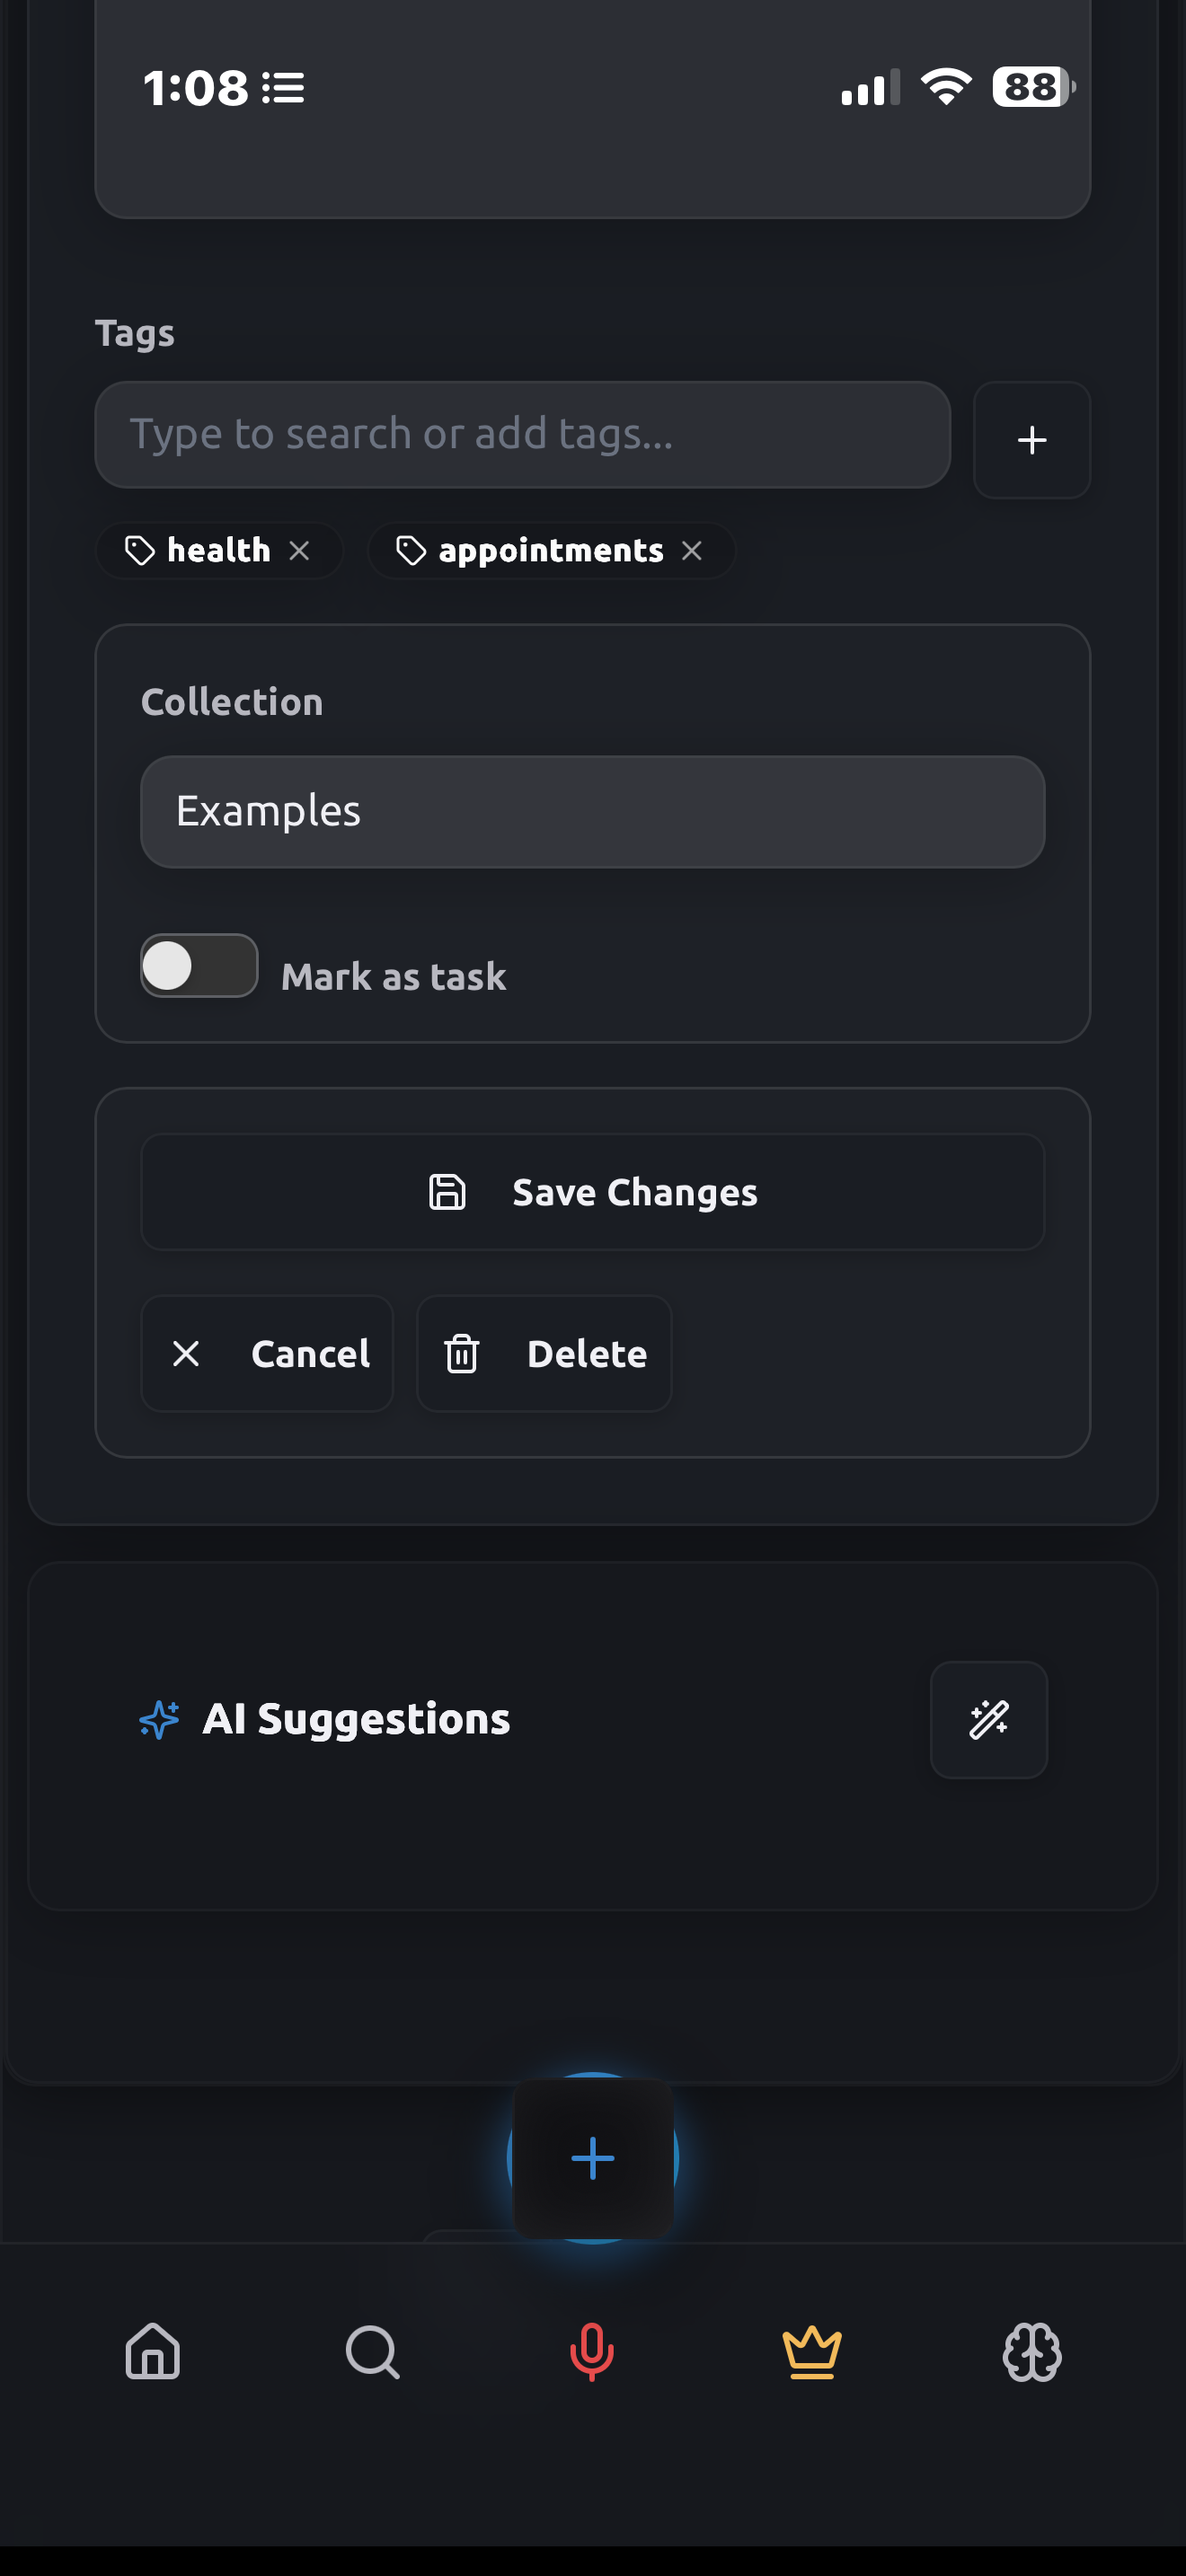 1:08 88
Tags
Type to search or add tags...
health appointments
Collection
Examples
Mark as task
Save Changes
Cancel Delete
AI Suggestions